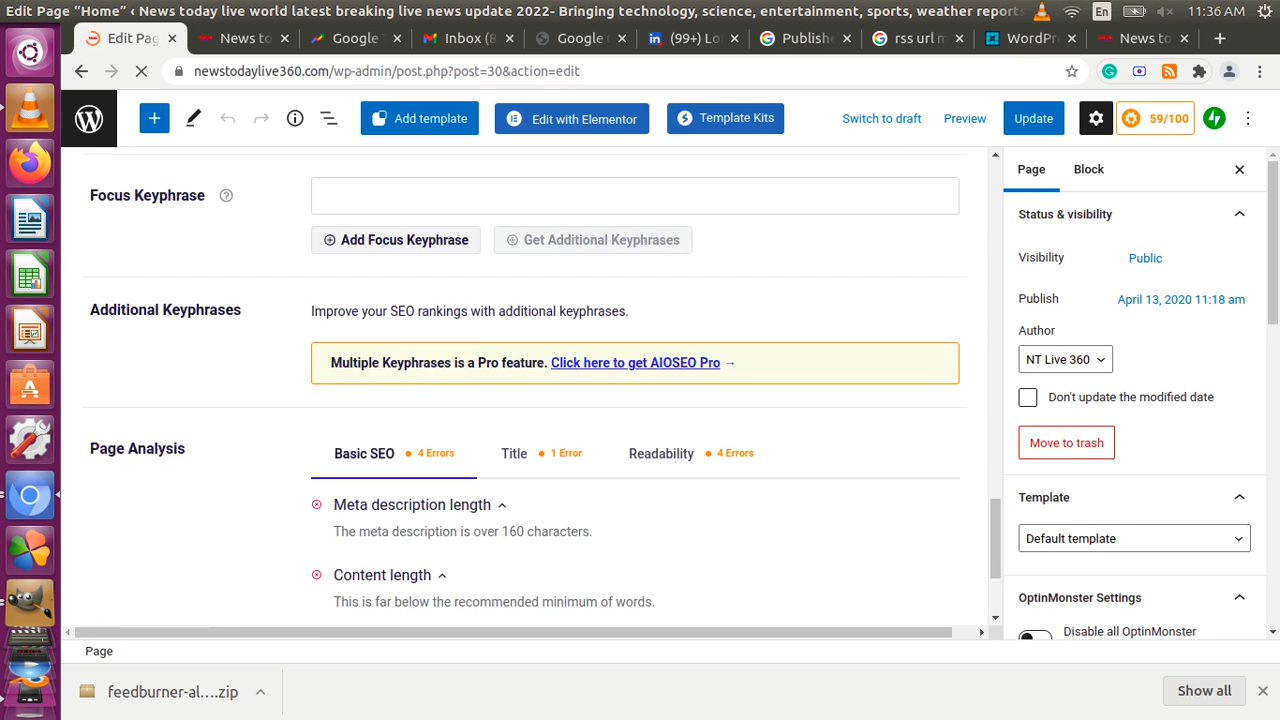 Edit Page “Home” ‹ News today live world latest breaking live news update 2022- Bringing technology, science, entertainment, sports, weather reports
En
11:36 AM
Edit Pag
News to
Google
Inbox (8
Google
(99+) Lo
Publishe
rss url m
WordPr
News to
newstodaylive360.com/wp-admin/post.php?post=30&action=edit
Add template
Edit with Elementor
Template Kits
Switch to draft
Preview
Update
59/100
Focus Keyphrase
Add Focus Keyphrase
Get Additional Keyphrases
Additional Keyphrases
Improve your SEO rankings with additional keyphrases.
Multiple Keyphrases is a Pro feature. Click here to get AIOSEO Pro →
Page Analysis
Basic SEO
4 Errors
Title
1 Error
Readability
4 Errors
Meta description length
The meta description is over 160 characters.
Content length
This is far below the recommended minimum of words.
Page
Block
Status & visibility
Visibility
Public
Publish
April 13, 2020 11:18 am
Author
NT Live 360
Don't update the modified date
Move to trash
Template
Default template
OptinMonster Settings
Disable all OptinMonster
Page
feedburner-al....zip
Show all